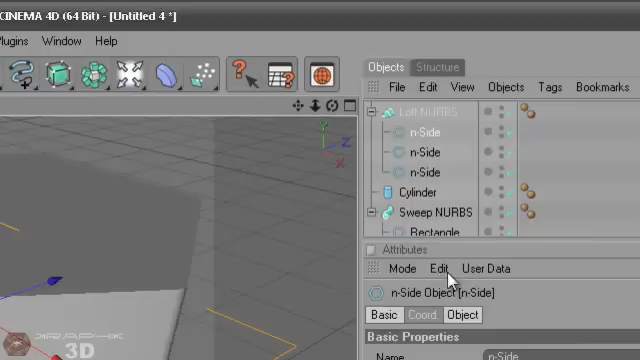 CINEMA 4D (64 Bit) - [Untitled 4 *]
Plugins Window Help
Objects Structure
File Edit View Objects Tags Bookmarks
Loft NURBS
n-Side
n-Side
n-Side
Cylinder
Sweep NURBS
Rectangle
Attributes
Mode Edit User Data
n-Side Object [n-Side]
Basic Coord. Object
Basic Properties
Name n-Side
X
Z
GRAPHIK
3D